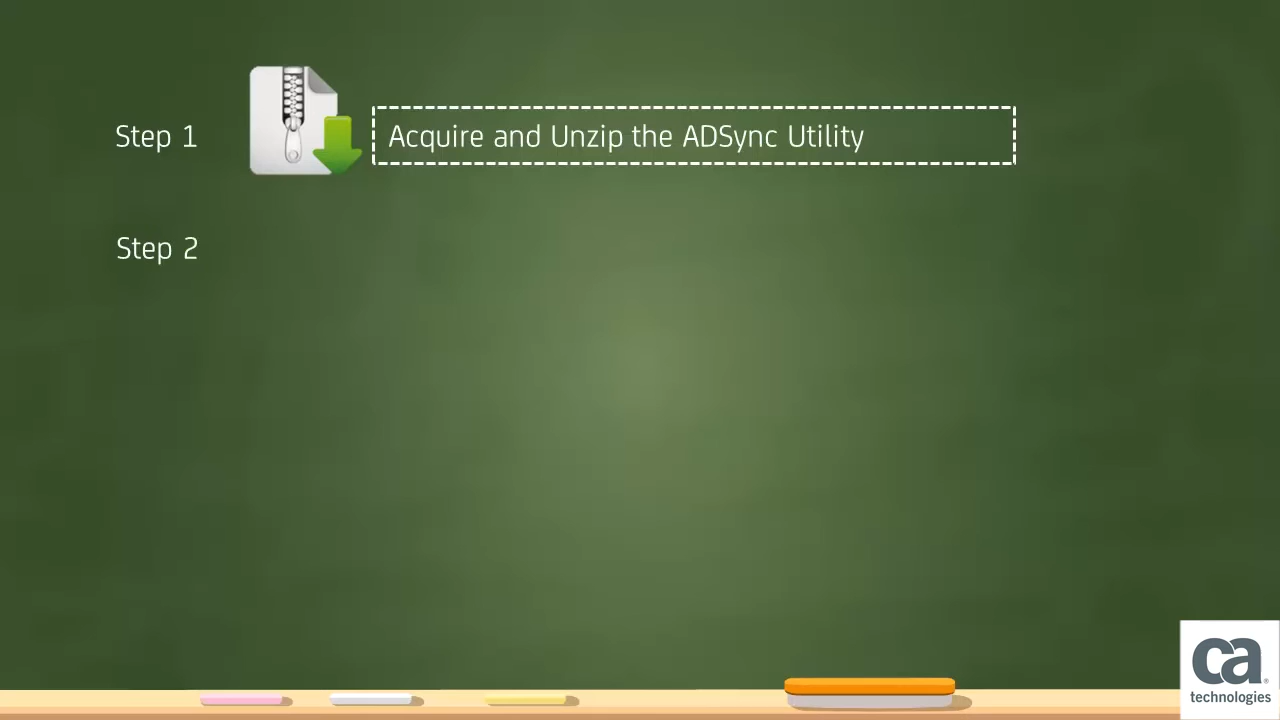 Step 1
Acquire and Unzip the ADSync Utility
Step 2
ca
technologies